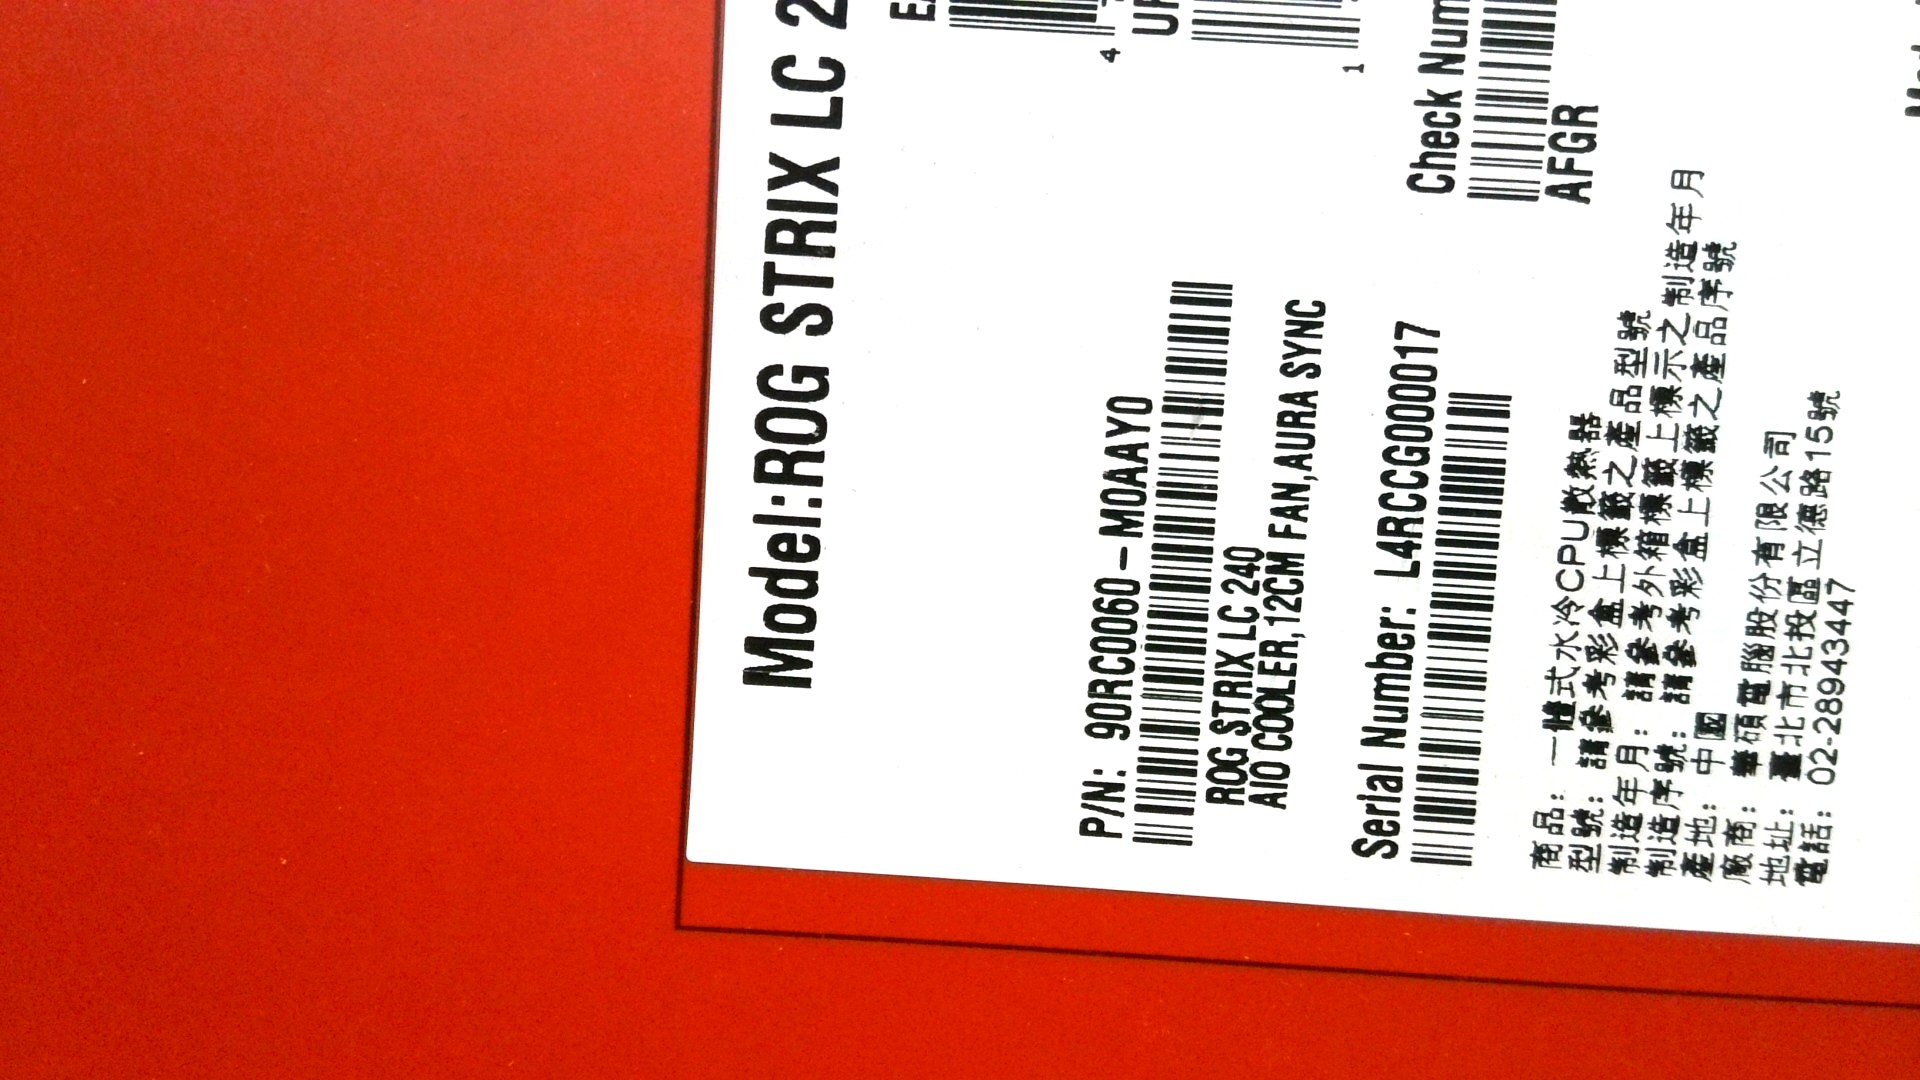 Model:ROG STRIX LC 2
4
1
P/N: 90RC0060-M0AAY0
ROG STRIX LC 240
AIO COOLER,12CM FAN,AURA SYNC
Check Num
AFGR
Serial Number: L4RCCG000017
商品: 一體式水冷CPU散熱器
型號: 請參考彩盒上標籤之產品型號
制造年月: 請參考外箱標籤上標示之制造年月
制造序號: 請參考彩盒上標籤之產品序號
產地: 中國
廠商: 華碩電腦股份有限公司
地址: 臺北市北投區立德路15號
電話: 02-28943447